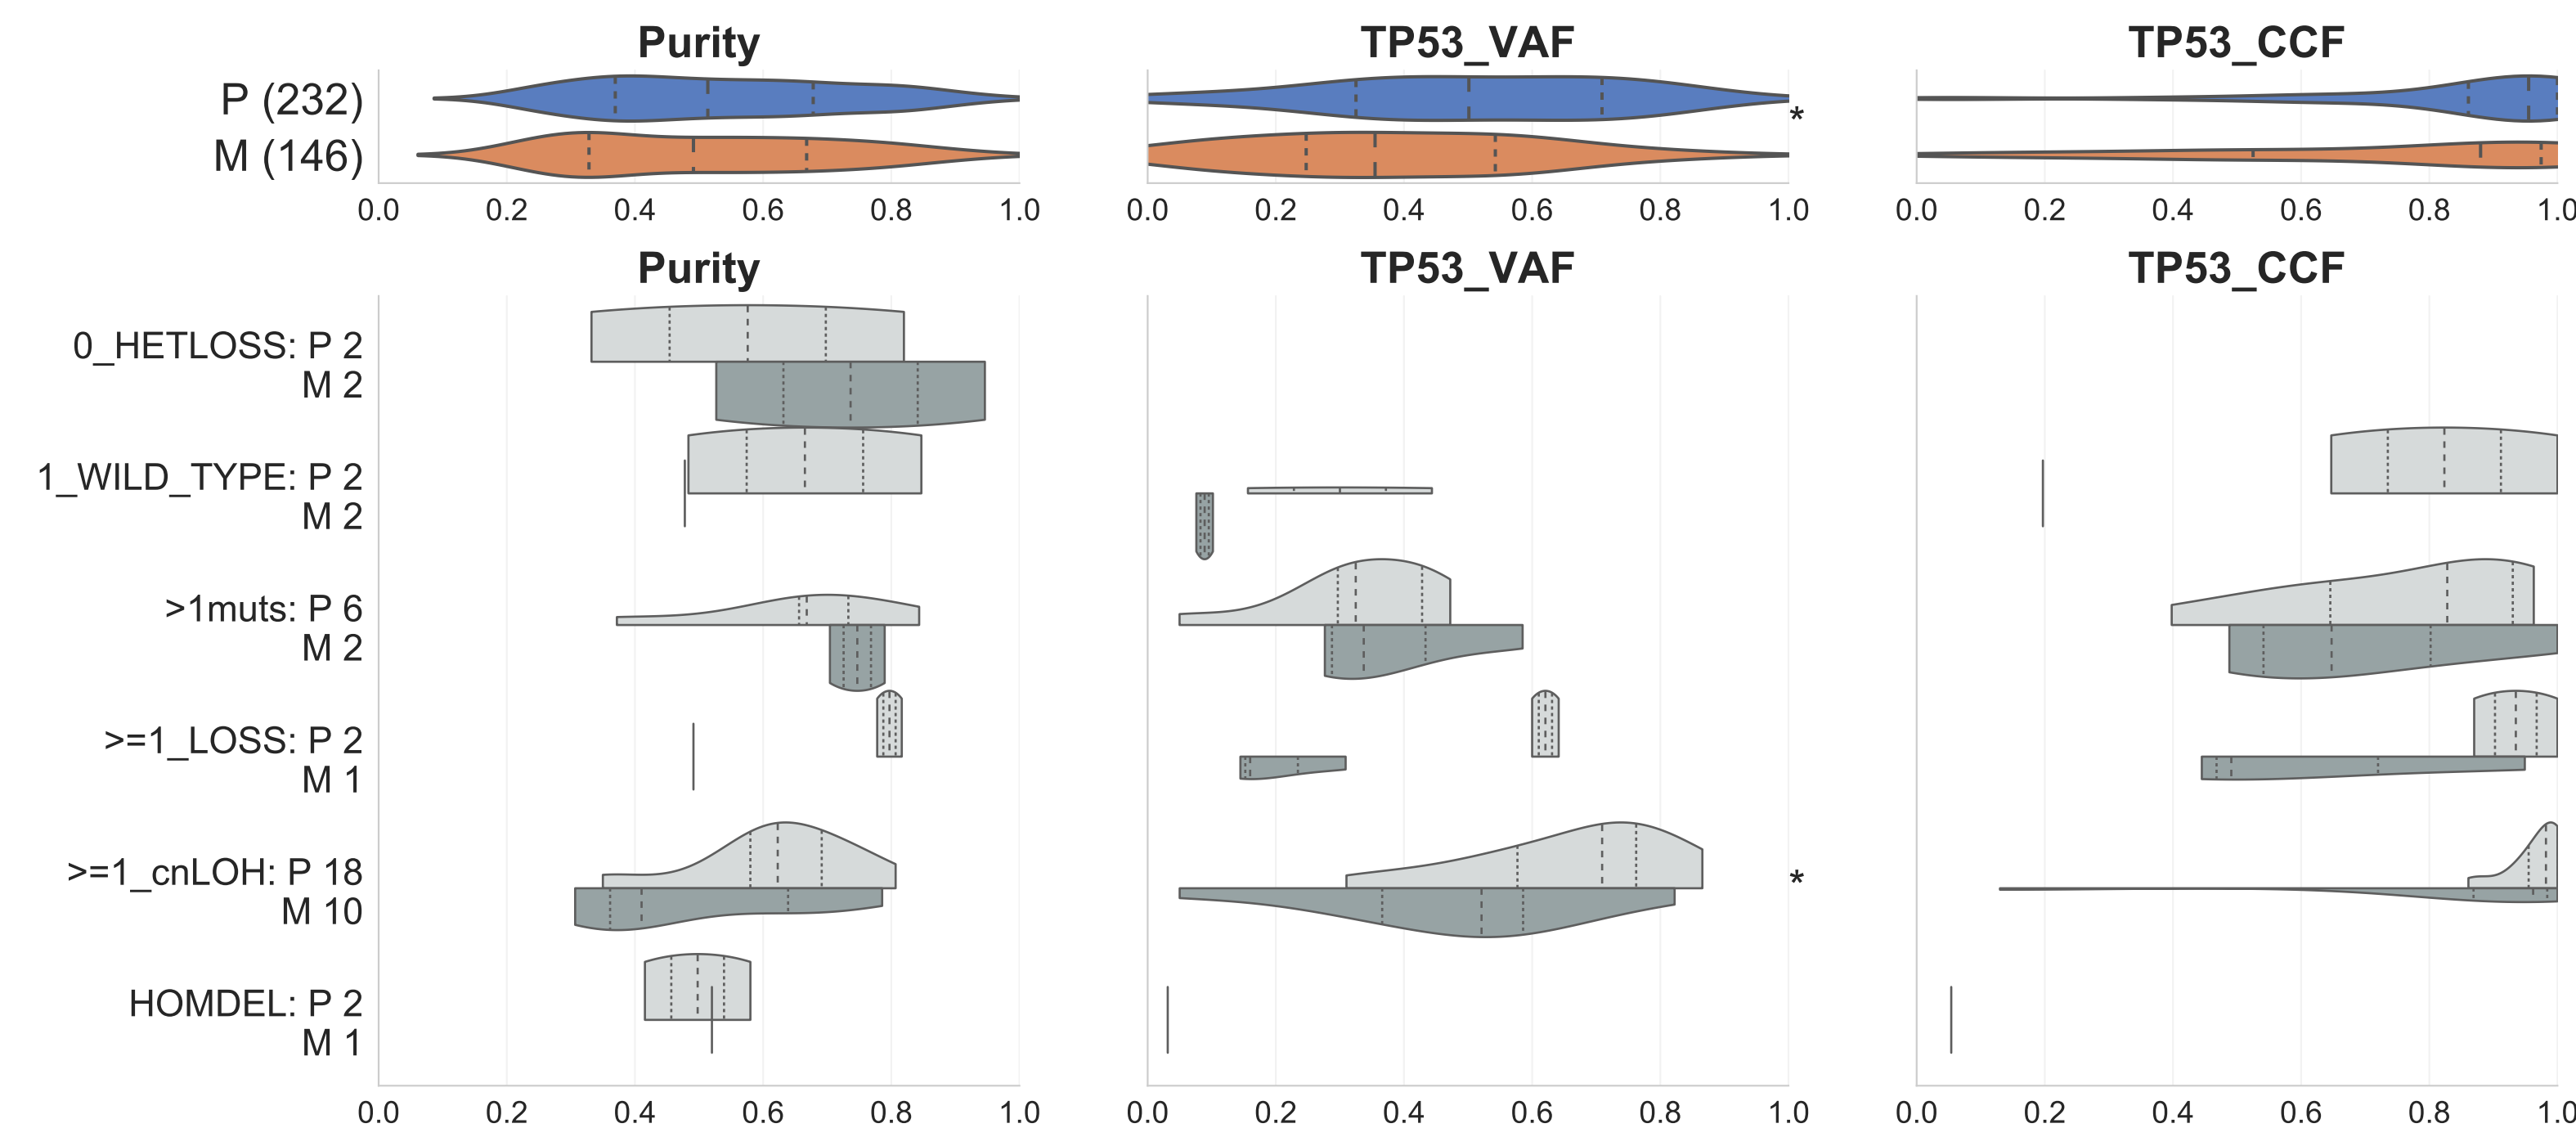 Purity TP53_VAF TP53_CCF
P (232)
*
M (146)
0.0 0.2 0.4 0.6 0.8 1.0 0.0 0.2 0.4 0.6 0.8 1.0 0.0 0.2 0.4 0.6 0.8 1.0
Purity TP53_VAF TP53_CCF
0_HETLOSS: P 2
M 2
1_WILD_TYPE: P 2
M 2
>1muts: P 6
M 2
>=1_LOSS: P 2
M 1
>=1_cnLOH: P 18 *
M 10
HOMDEL: P 2
M 1
0.0 0.2 0.4 0.6 0.8 1.0 0.0 0.2 0.4 0.6 0.8 1.0 0.0 0.2 0.4 0.6 0.8 1.0